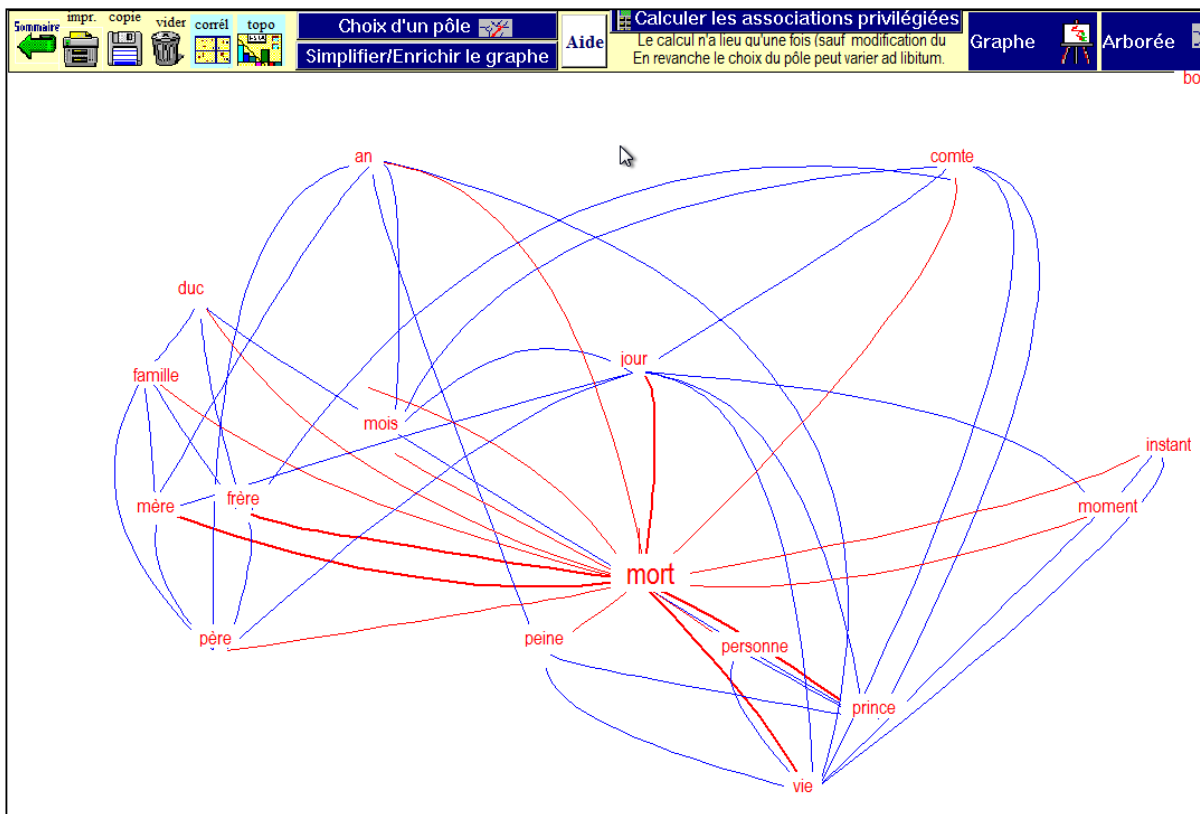 Sommaire
impr.
copie
vider
corrél
topo
Choix d'un pôle
Simplifier/Enrichir le graphe
Aide
Calculer les associations privilégiées
Le calcul n'a lieu qu'une fois (sauf modification du
En revanche le choix du pôle peut varier ad libitum.
Graphe
Arborée
bo
an
comte
duc
jour
famille
mois
instant
mère
frère
moment
mort
père
peine
personne
prince
vie